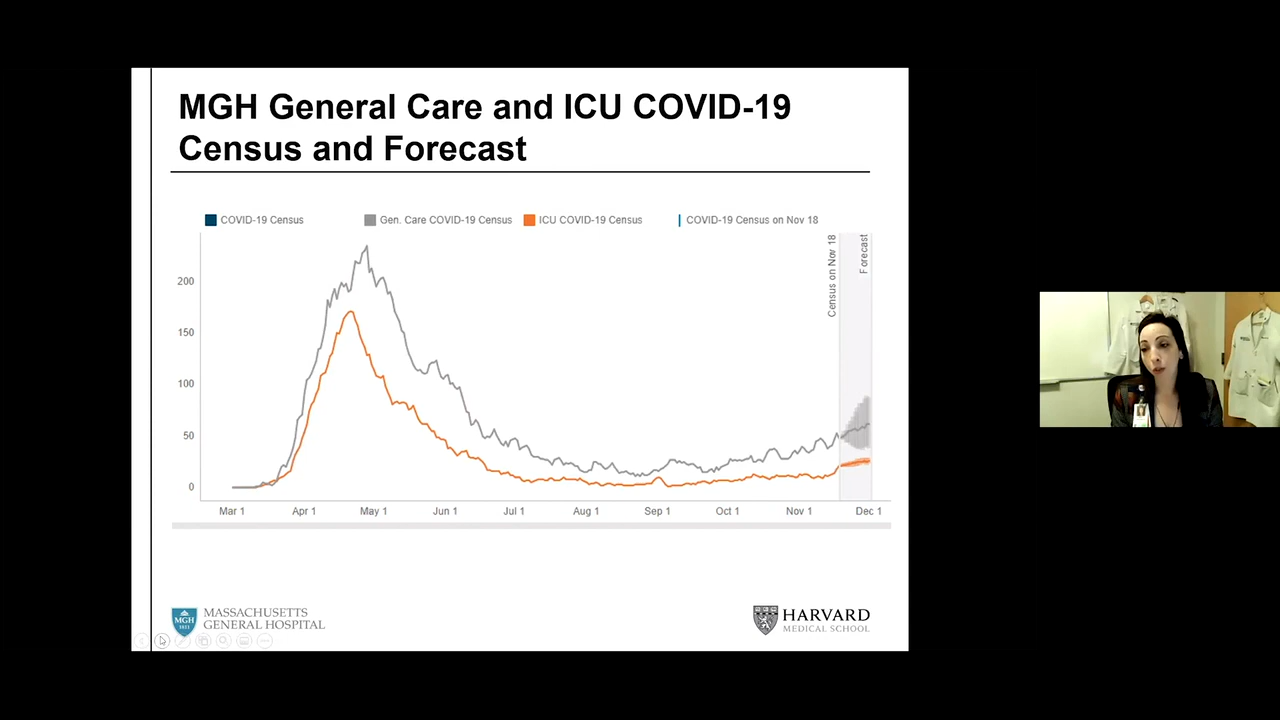 MGH General Care and ICU COVID-19
Census and Forecast
COVID-19 Census
Gen. Care COVID-19 Census
ICU COVID-19 Census
COVID-19 Census on Nov 18
Census on Nov 18
Forecast
200
150
100
50
0
Mar 1
Apr 1
May 1
Jun 1
Jul 1
Aug 1
Sep 1
Oct 1
Nov 1
Dec 1
MGH
1811
MASSACHUSETTS
GENERAL HOSPITAL
HARVARD
MEDICAL SCHOOL